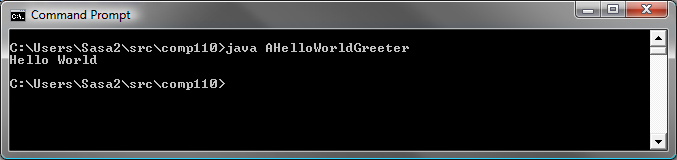 Command Prompt
C:\Users\Sasa2\src\comp110>java AHelloWorldGreeter
Hello World
C:\Users\Sasa2\src\comp110>